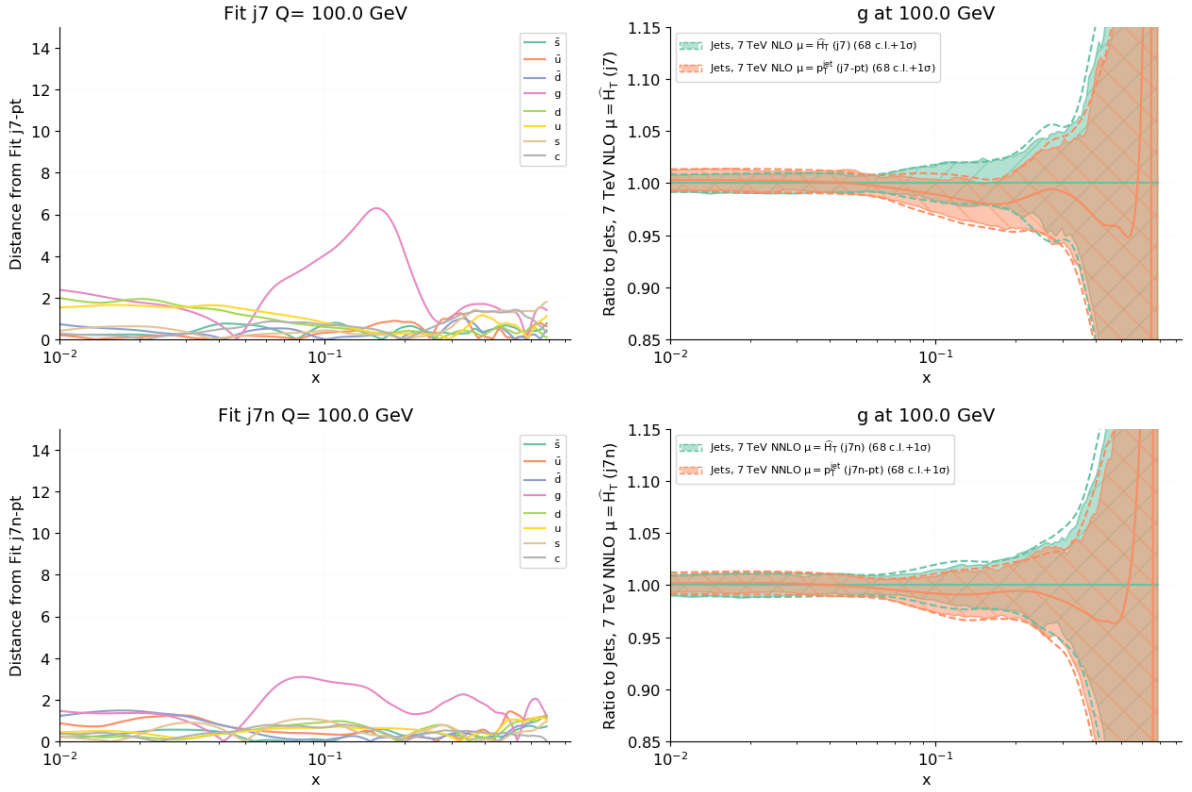 Fit j7 Q= 100.0 GeV
Distance from Fit j7-pt
14
12
10
8
6
4
2
0
10⁻²
10⁻¹
x
s̄
ū
d̄
g
d
u
s
c
g at 100.0 GeV
Ratio to Jets, 7 TeV NLO μ = Ĥ_T (j7)
1.15
1.10
1.05
1.00
0.95
0.90
0.85
10⁻²
10⁻¹
x
Jets, 7 TeV NLO μ = Ĥ_T (j7) (68 c.l.+1σ)
Jets, 7 TeV NLO μ = p_T^jet (j7-pt) (68 c.l.+1σ)
Fit j7n Q= 100.0 GeV
Distance from Fit j7n-pt
14
12
10
8
6
4
2
0
10⁻²
10⁻¹
x
s̄
ū
d̄
g
d
u
s
c
g at 100.0 GeV
Ratio to Jets, 7 TeV NNLO μ = Ĥ_T (j7n)
1.15
1.10
1.05
1.00
0.95
0.90
0.85
10⁻²
10⁻¹
x
Jets, 7 TeV NNLO μ = Ĥ_T (j7n) (68 c.l.+1σ)
Jets, 7 TeV NNLO μ = p_T^jet (j7n-pt) (68 c.l.+1σ)